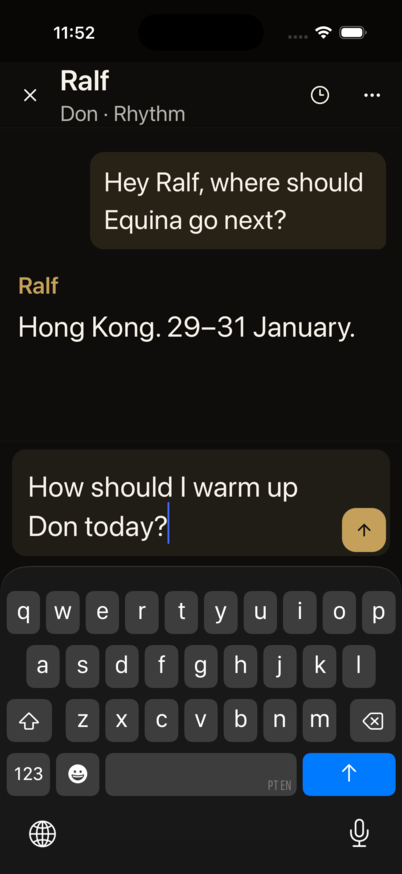 11:52
Ralf
Don · Rhythm
Hey Ralf, where should
Equina go next?
Ralf
Hong Kong. 29–31 January.
How should I warm up
Don today?
q w e r t y u i o p
a s d f g h j k l
z x c v b n m
123
PT EN